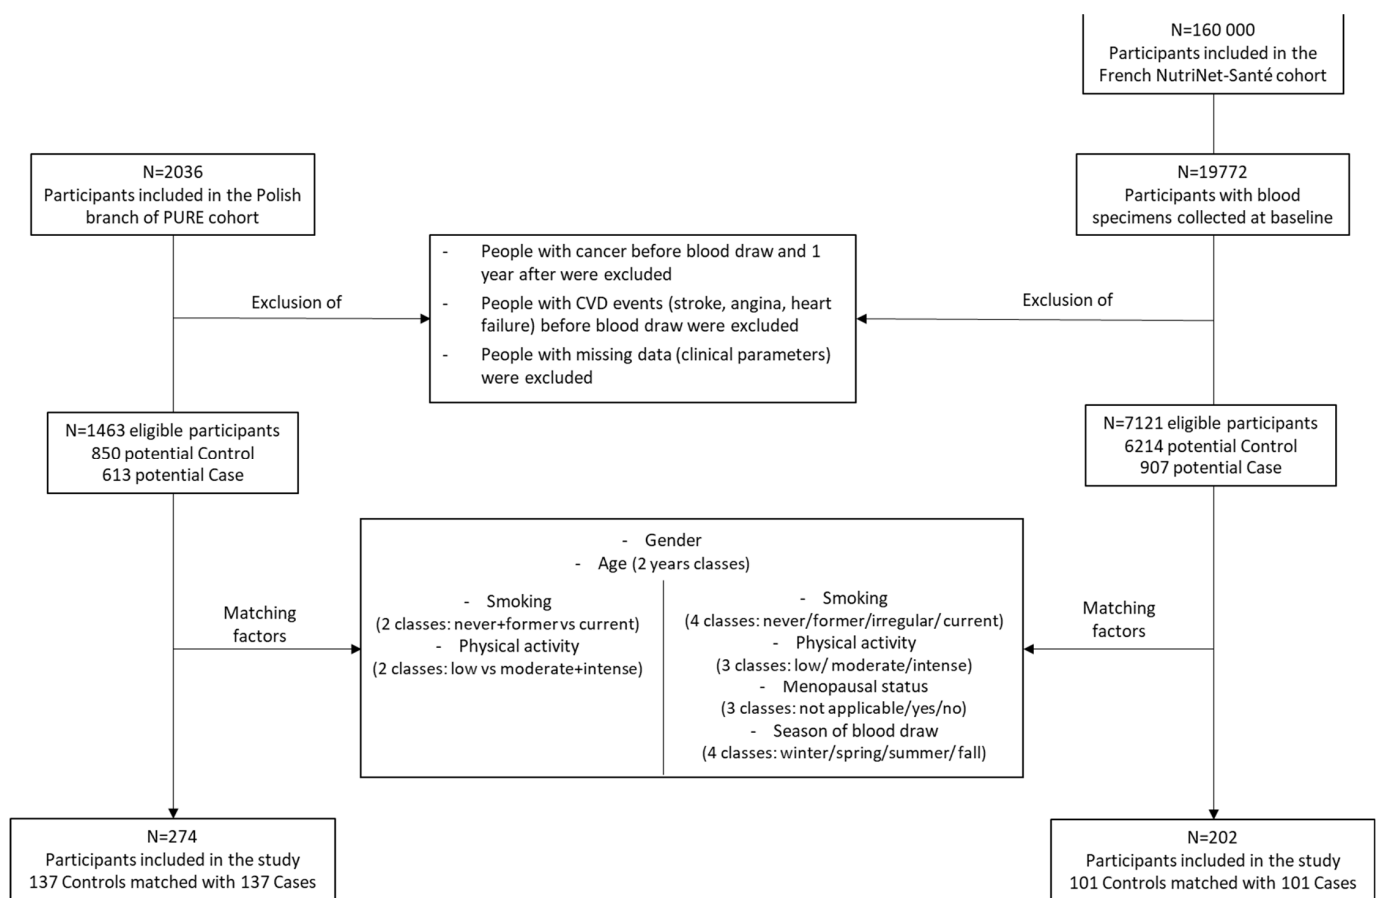 N=160 000
Participants included in the
French NutriNet-Santé cohort
N=2036
Participants included in the Polish
branch of PURE cohort
N=19772
Participants with blood
specimens collected at baseline
- People with cancer before blood draw and 1
year after were excluded
- People with CVD events (stroke, angina, heart
failure) before blood draw were excluded
- People with missing data (clinical parameters)
were excluded
Exclusion of
Exclusion of
N=1463 eligible participants
850 potential Control
613 potential Case
N=7121 eligible participants
6214 potential Control
907 potential Case
- Gender
- Age (2 years classes)
- Smoking
(2 classes: never+former vs current)
- Physical activity
(2 classes: low vs moderate+intense)
- Smoking
(4 classes: never/former/irregular/current)
- Physical activity
(3 classes: low/ moderate/intense)
- Menopausal status
(3 classes: not applicable/yes/no)
- Season of blood draw
(4 classes: winter/spring/summer/fall)
Matching
factors
Matching
factors
N=274
Participants included in the study
137 Controls matched with 137 Cases
N=202
Participants included in the study
101 Controls matched with 101 Cases